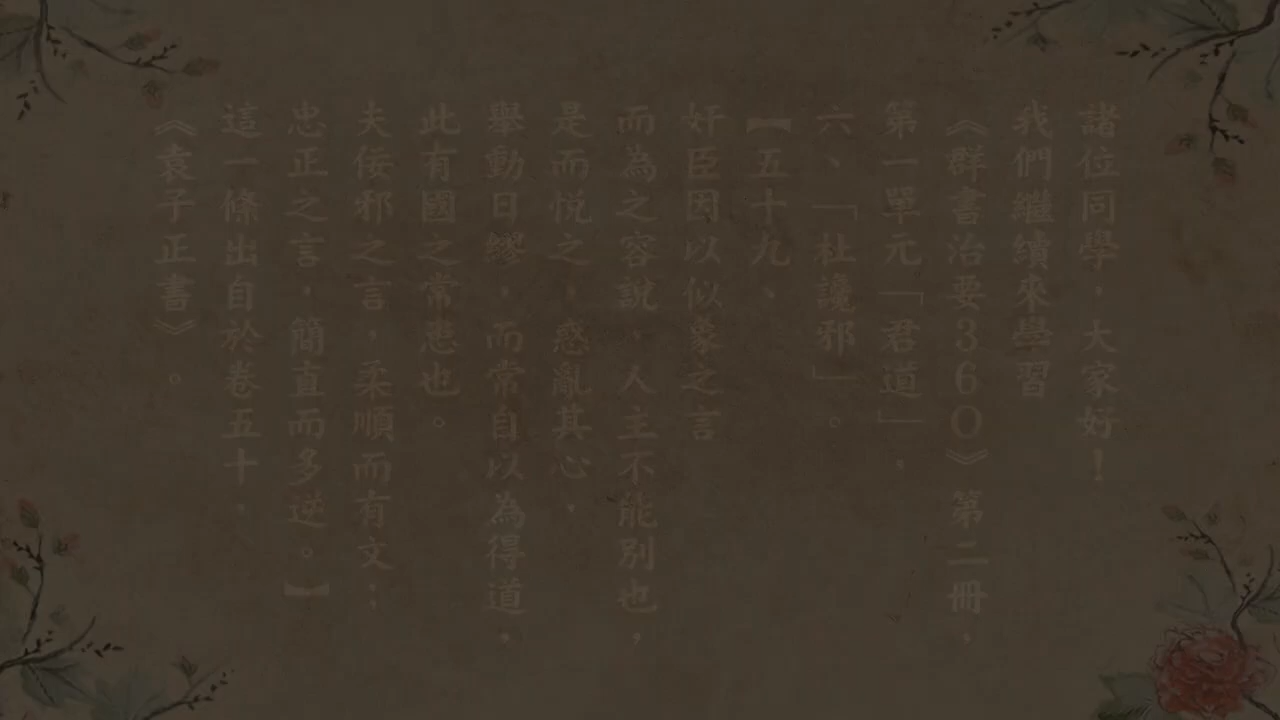 諸位同學,大家好!
我們繼續來學習
《群書治要360》第二冊,
第一單元「君道」,
六、「杜讒邪」。
【五十九、
奸臣因以似象之言
而為之容說,人主不能別也,
是而悅之,惑亂其心,
舉動日繆,而常自以為得道,
此有國之常患也。
夫佞邪之言,柔順而有文;
忠正之言,簡直而多逆。】
這一條出自於卷五十,
《袁子正書》。